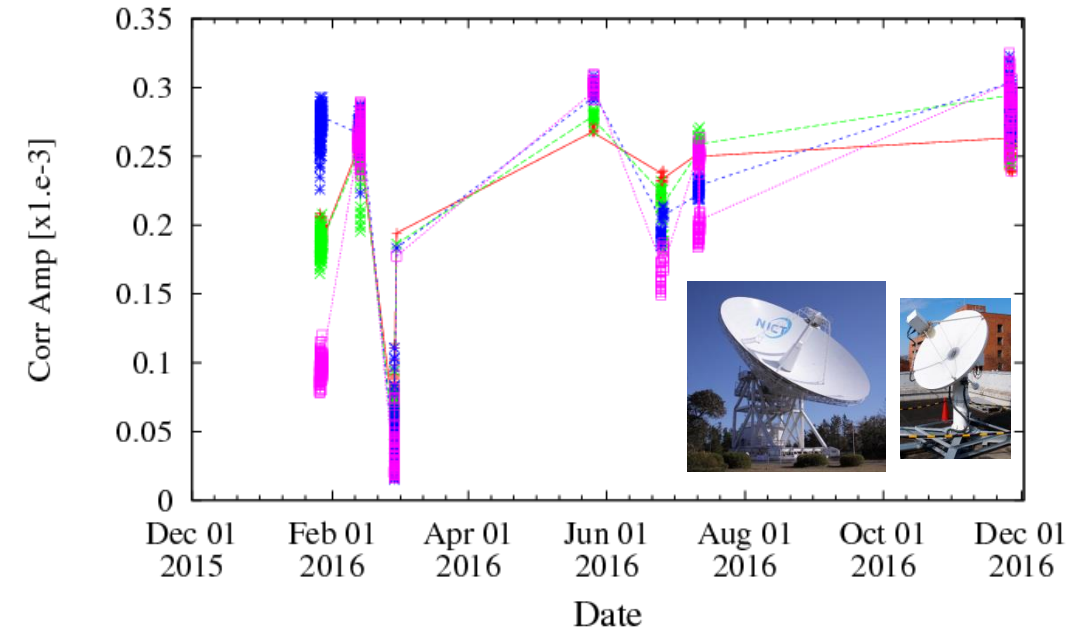 0.35
0.3
0.25
0.2
0.15
0.1
0.05
0
Corr Amp [x1.e-3]
NICT
Dec 01 Feb 01 Apr 01 Jun 01 Aug 01 Oct 01 Dec 01
2015 2016 2016 2016 2016 2016 2016
Date